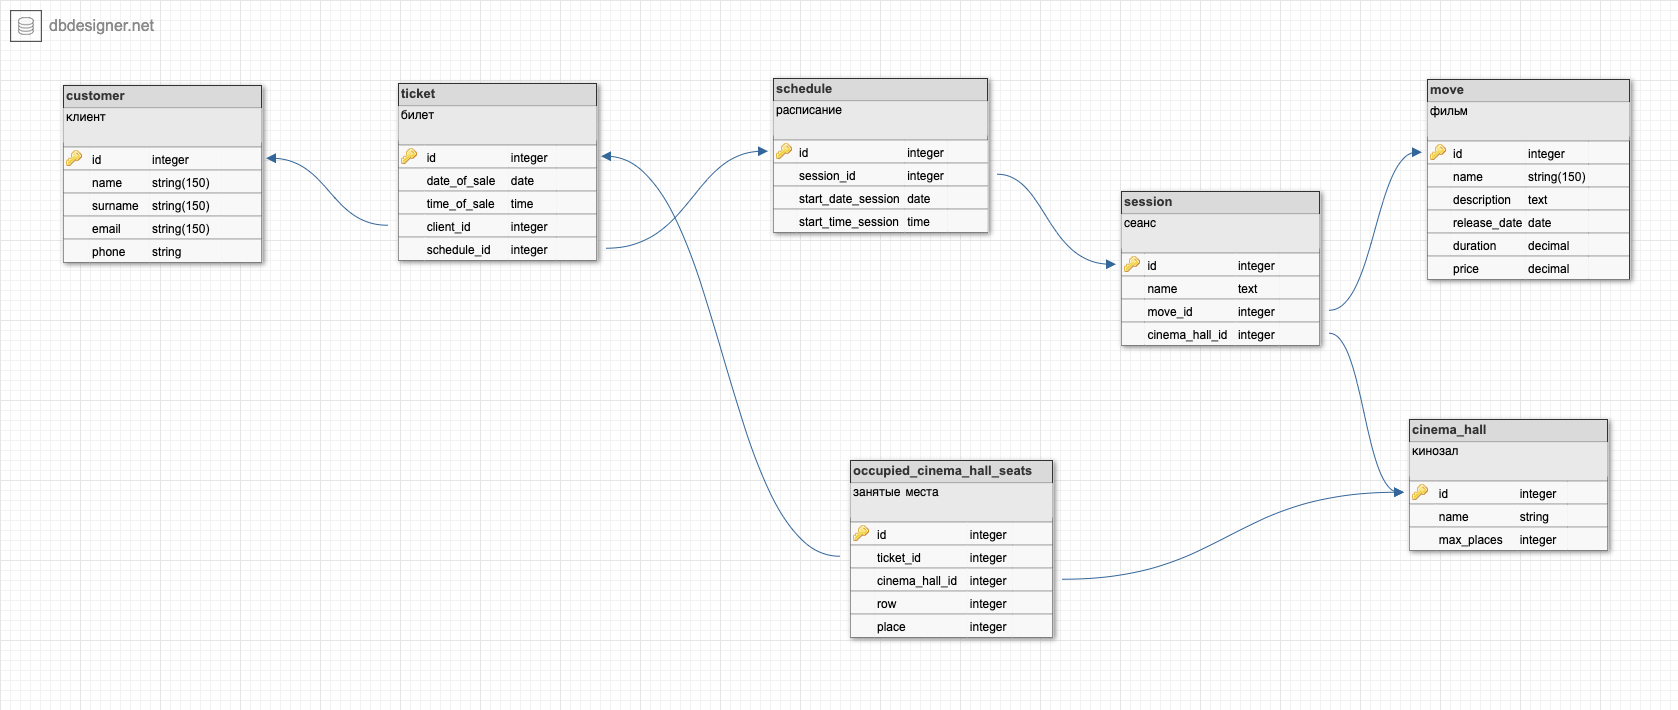 dbdesigner.net
customer
клиент
id integer
name string(150)
surname string(150)
email string(150)
phone string
ticket
билет
id integer
date_of_sale date
time_of_sale time
client_id integer
schedule_id integer
schedule
расписание
id integer
session_id integer
start_date_session date
start_time_session time
session
сеанс
id integer
name text
move_id integer
cinema_hall_id integer
move
фильм
id integer
name string(150)
description text
release_date date
duration decimal
price decimal
occupied_cinema_hall_seats
занятые места
id integer
ticket_id integer
cinema_hall_id integer
row integer
place integer
cinema_hall
кинозал
id integer
name string
max_places integer